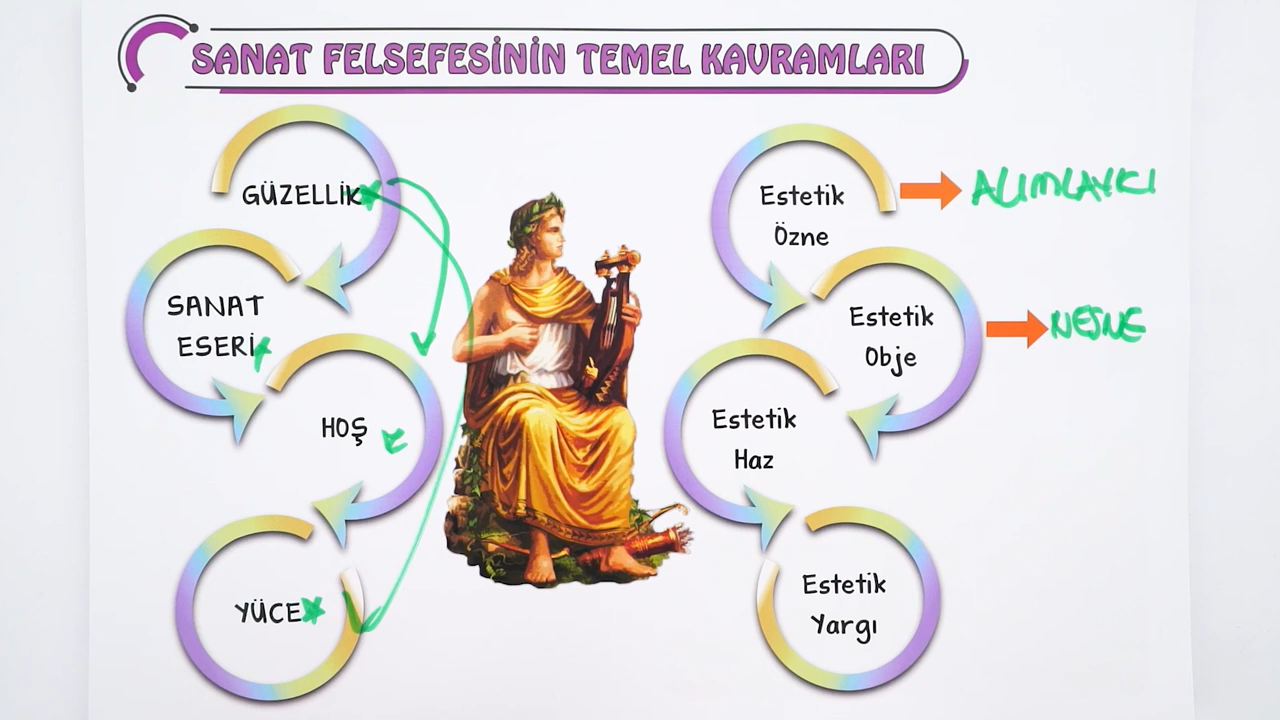 SANAT FELSEFESİNİN TEMEL KAVRAMLARI
GÜZELLİK
SANAT
ESERİ
HOŞ
YÜCE
Estetik
Özne
ALIMLAYICI
Estetik
Obje
NESNE
Estetik
Haz
Estetik
Yargı